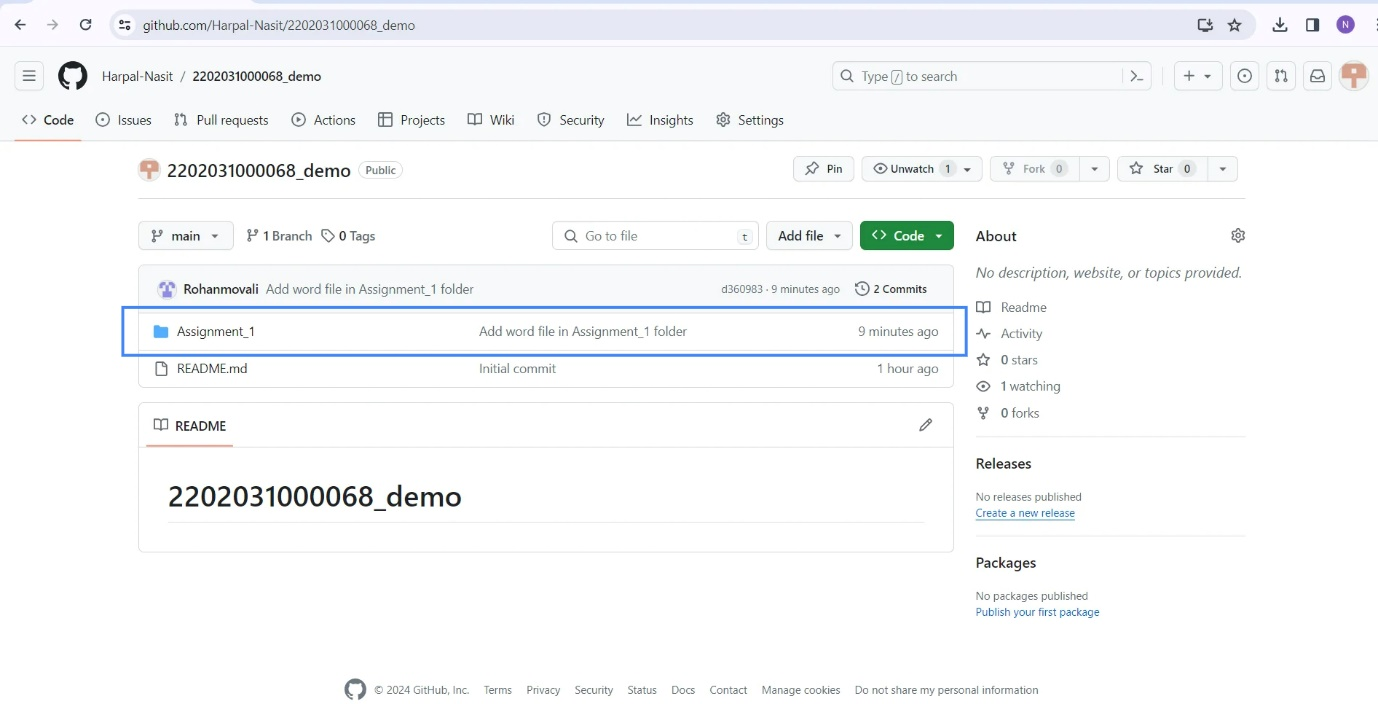 github.com/Harpal-Nasit/2202031000068_demo
N
Harpal-Nasit / 2202031000068_demo
Type / to search
Code Issues Pull requests Actions Projects Wiki Security Insights Settings
2202031000068_demo Public
Pin Unwatch 1 Fork 0 Star 0
main 1 Branch 0 Tags Go to file t Add file Code
About
No description, website, or topics provided.
Rohanmovali Add word file in Assignment_1 folder d360983 · 9 minutes ago 2 Commits
Assignment_1 Add word file in Assignment_1 folder 9 minutes ago
README.md Initial commit 1 hour ago
Readme
Activity
0 stars
1 watching
0 forks
README
2202031000068_demo
Releases
No releases published
Create a new release
Packages
No packages published
Publish your first package
© 2024 GitHub, Inc. Terms Privacy Security Status Docs Contact Manage cookies Do not share my personal information